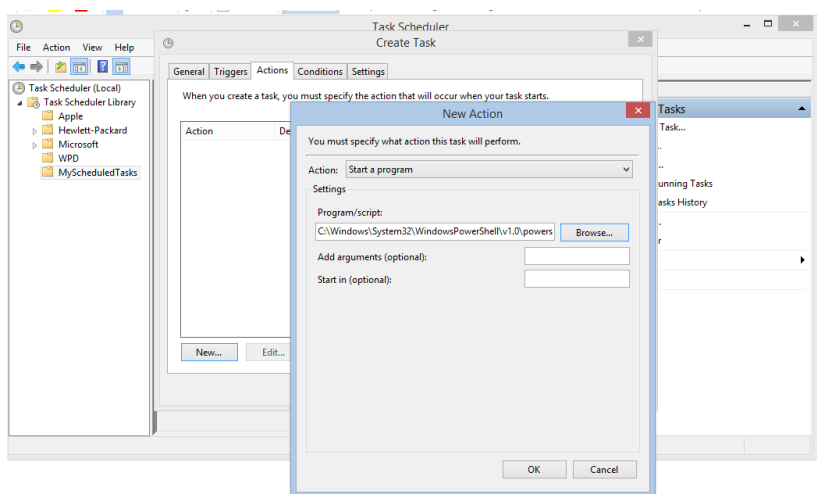 Task Scheduler
Create Task
File Action View Help
General Triggers Actions Conditions Settings
Task Scheduler (Local)
Task Scheduler Library
Apple
Hewlett-Packard
Microsoft
WPD
MyScheduledTasks
When you create a task, you must specify the action that will occur when your task starts.
Action De
New... Edit...
New Action
You must specify what action this task will perform.
Action: Start a program
Settings
Program/script:
C:\Windows\System32\WindowsPowerShell\v1.0\powers Browse...
Add arguments (optional):
Start in (optional):
OK Cancel
Tasks
Task...
..
...
unning Tasks
asks History
.
r